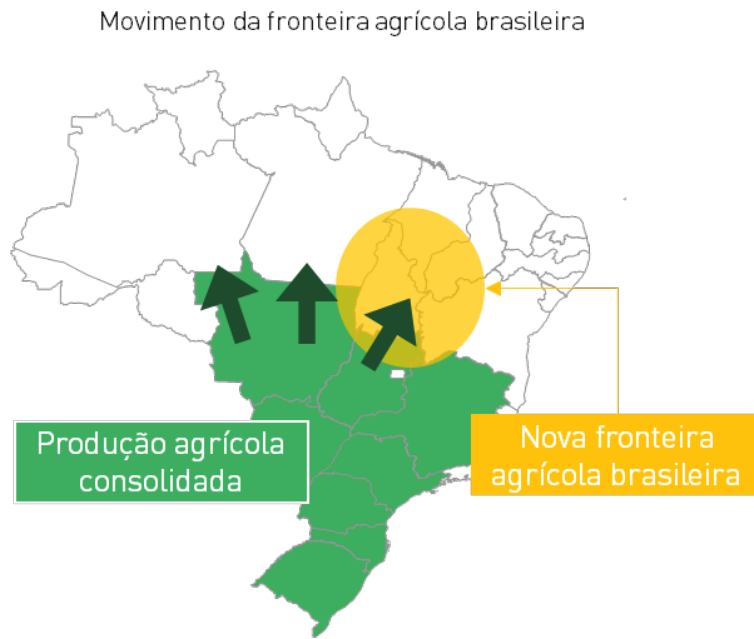 Movimento da fronteira agrícola brasileira
Produção agrícola
consolidada
Nova fronteira
agrícola brasileira